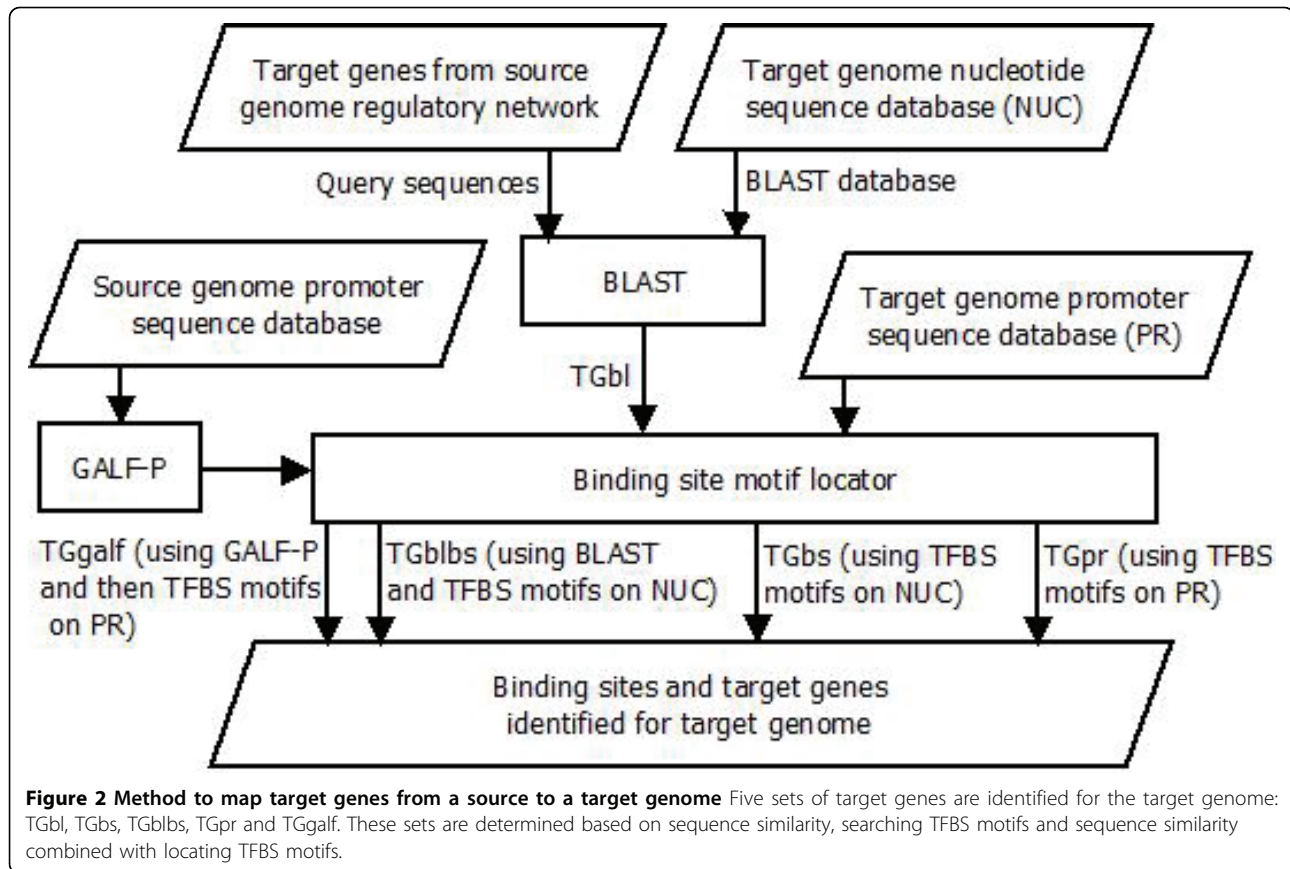 Target genes from source
genome regulatory network
Target genome nucleotide
sequence database (NUC)
Query sequences
BLAST database
Source genome promoter
sequence database
BLAST
Target genome promoter
sequence database (PR)
TGbl
GALF-P
Binding site motif locator
TGgalf (using GALF-P
and then TFBS motifs
on PR)
TGblbs (using BLAST
and TFBS motifs on NUC)
TGbs (using TFBS
motifs on NUC)
TGpr (using TFBS
motifs on PR)
Binding sites and target genes
identified for target genome
Figure 2 Method to map target genes from a source to a target genome Five sets of target genes are identified for the target genome:
TGbl, TGbs, TGblbs, TGpr and TGgalf. These sets are determined based on sequence similarity, searching TFBS motifs and sequence similarity
combined with locating TFBS motifs.